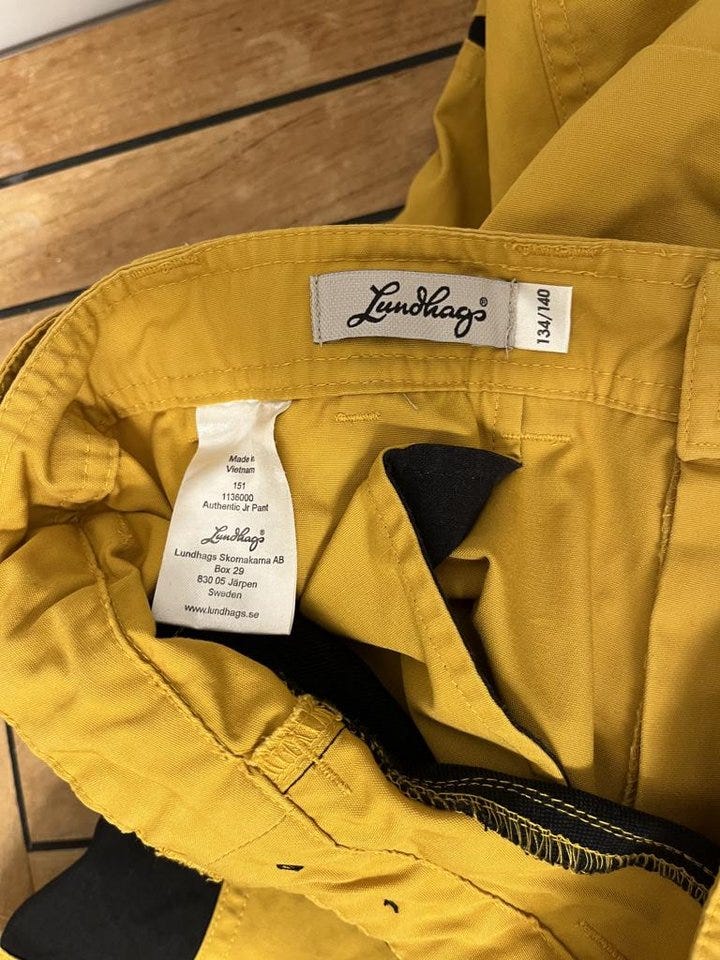 Lundhags®
134/140
Made in
Vietnam
151
1136000
Authentic Jr Pant
Lundhags®
Lundhags Skomakarna AB
Box 29
830 05 Järpen
Sweden
www.lundhags.se